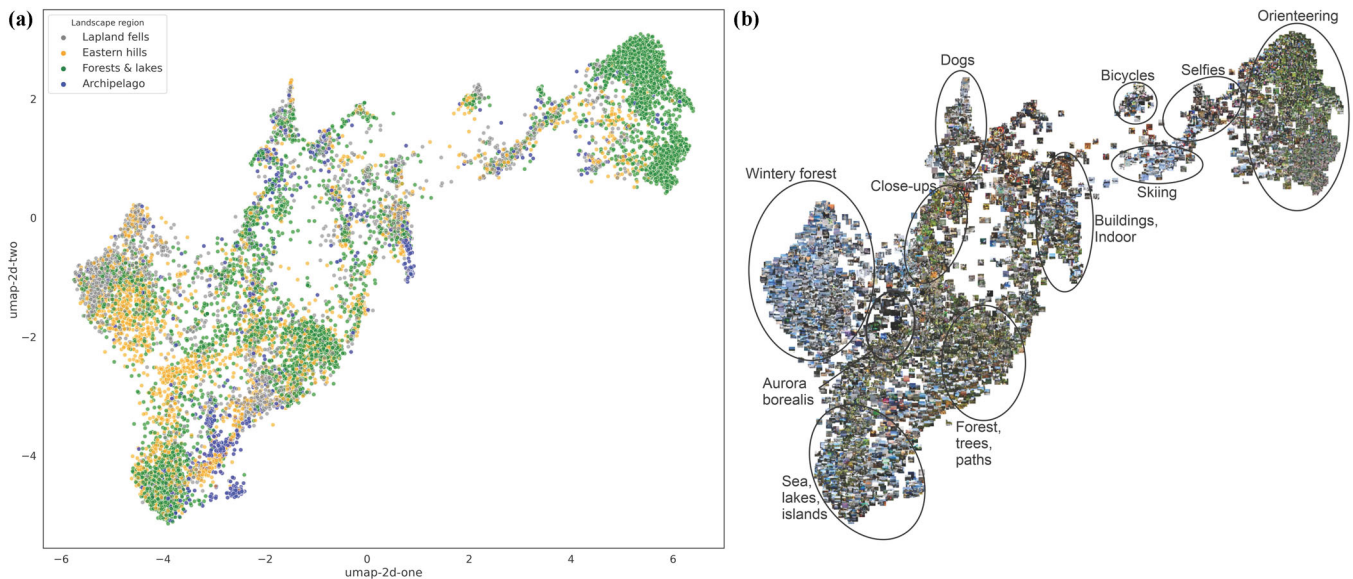 (a)
Landscape region
Lapland fells
Eastern hills
Forests & lakes
Archipelago
2
0
−2
−4
umap-2d-two
−6
−4
−2
0
2
4
6
umap-2d-one
(b)
Orienteering
Dogs
Bicycles
Selfies
Wintery forest
Close-ups
Skiing
Buildings,
Indoor
Aurora
borealis
Forest,
trees,
paths
Sea,
lakes,
islands